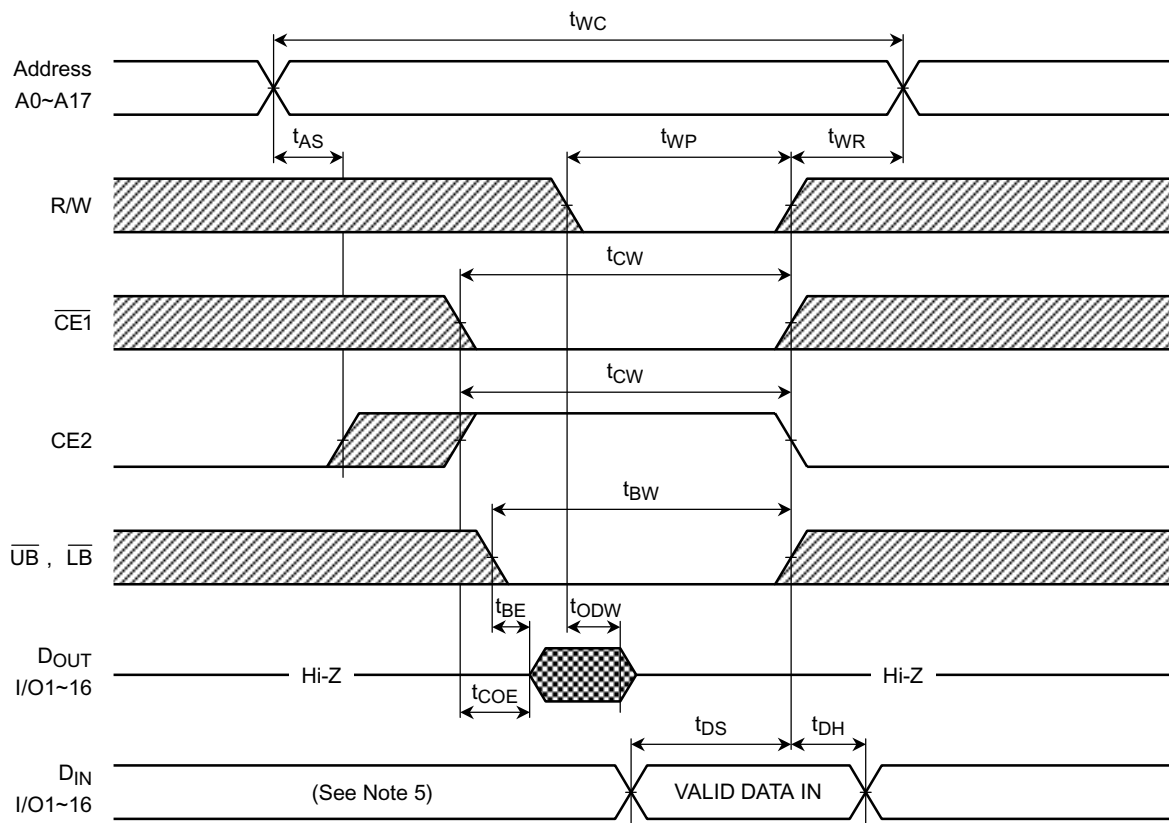 tWC
Address
A0~A17
tAS
tWP
tWR
R/W
tCW
CE1
tCW
CE2
tBW
UB , LB
tBE
tODW
DOUT
I/O1~16
Hi-Z
Hi-Z
tCOE
tDS
tDH
DIN
I/O1~16
(See Note 5)
VALID DATA IN